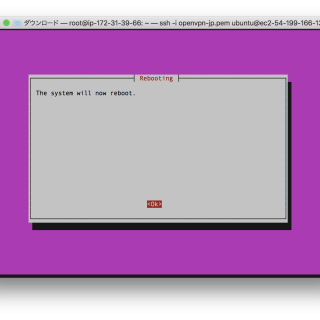 ダウンロード — root@ip-172-31-39-66: ~ — ssh -i openvpn-jp.pem ubuntu@ec2-54-199-166-1
Rebooting
The system will now reboot.
<Ok>